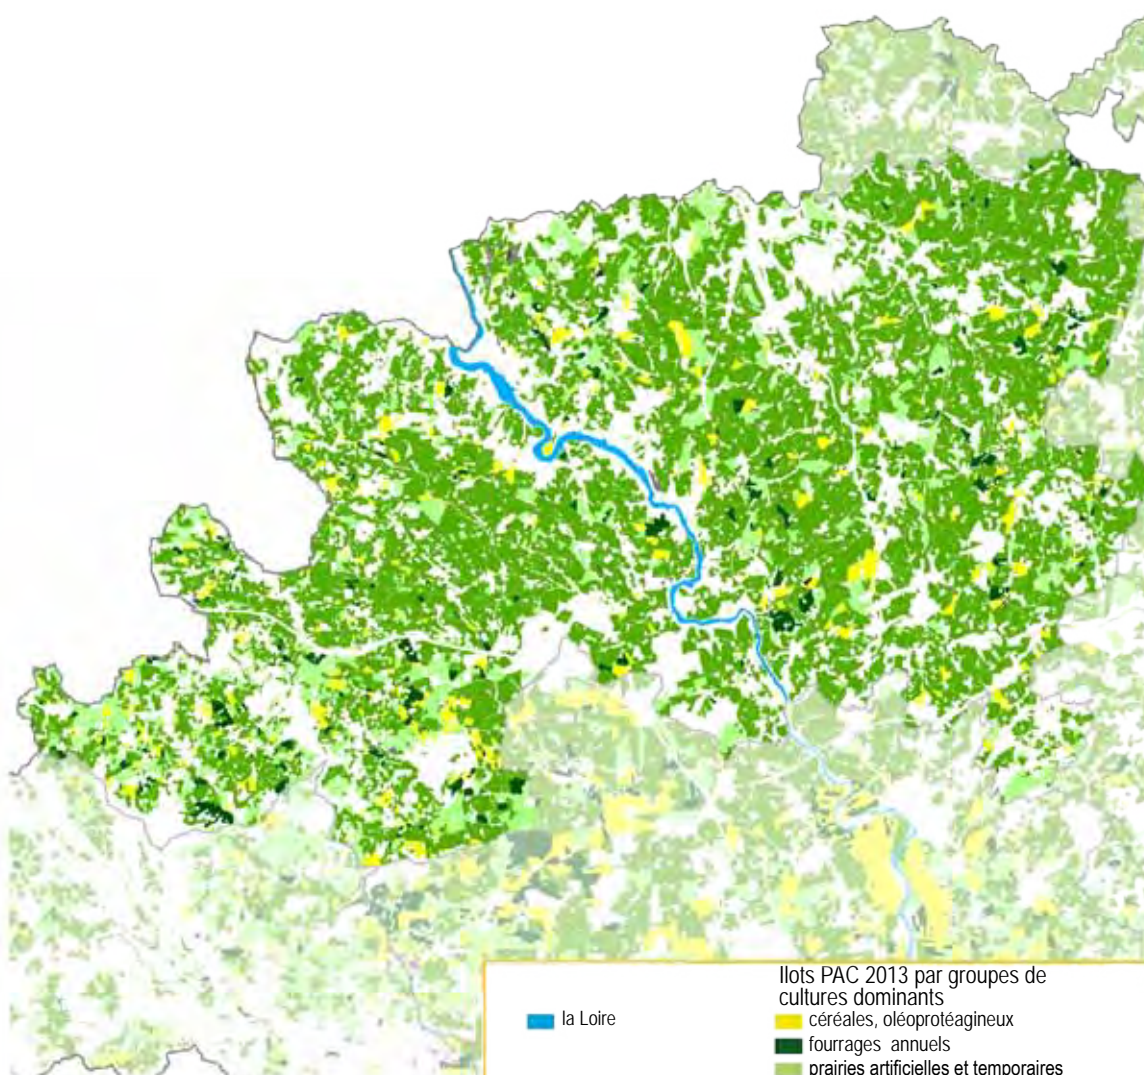 Ilots PAC 2013 par groupes de
cultures dominants
la Loire
céréales, oléoprotéagineux
fourrages annuels
prairies artificielles et temporaires